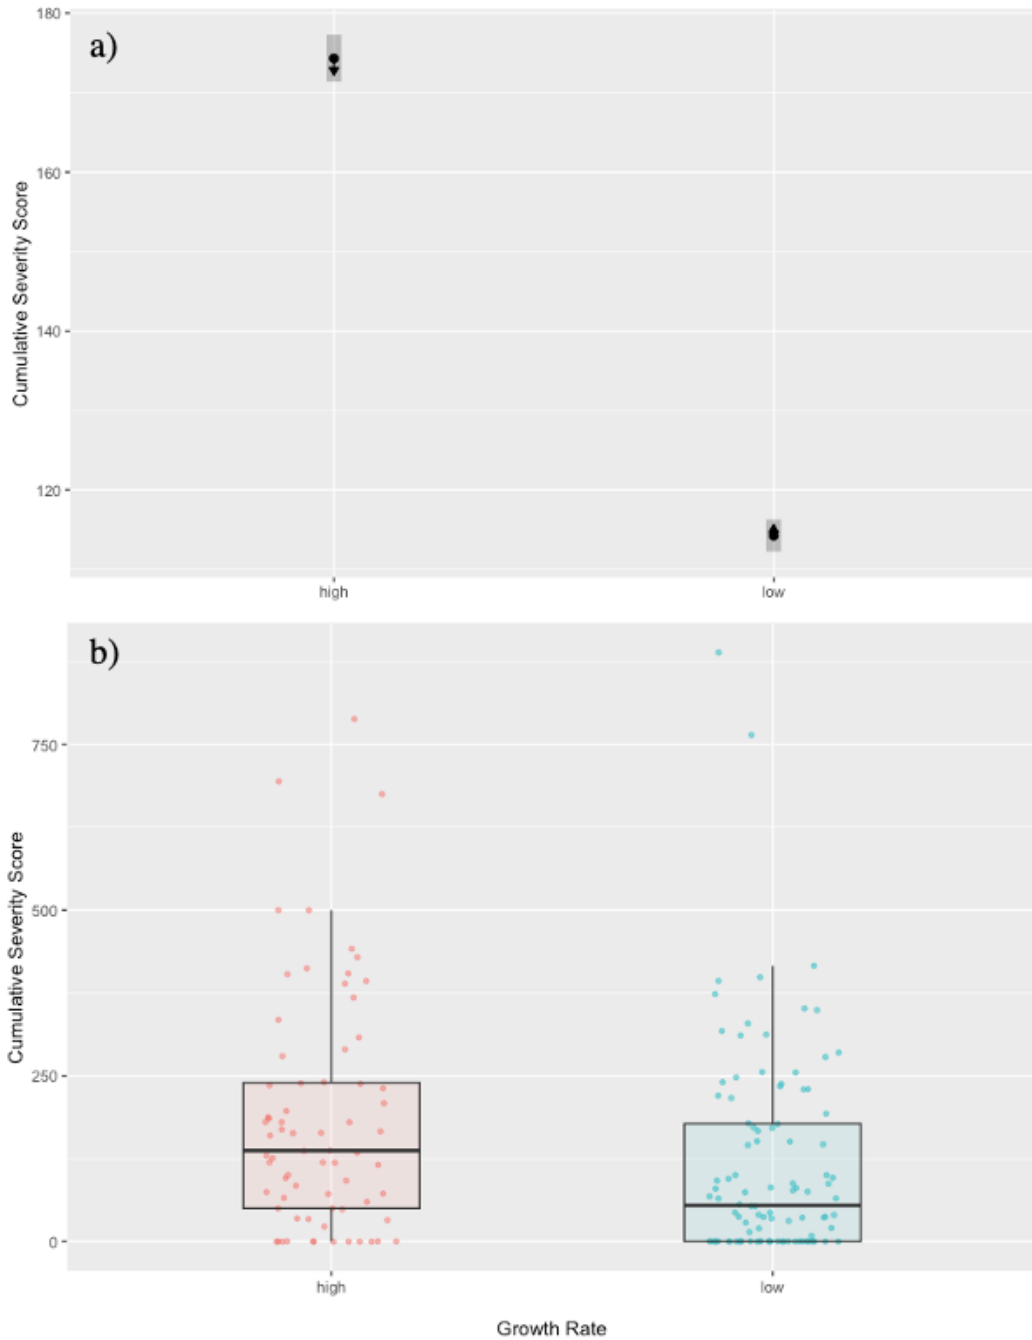 a)
180
160
140
120
Cumulative Severity Score
high low
b)
750
500
250
0
Cumulative Severity Score
high low
Growth Rate